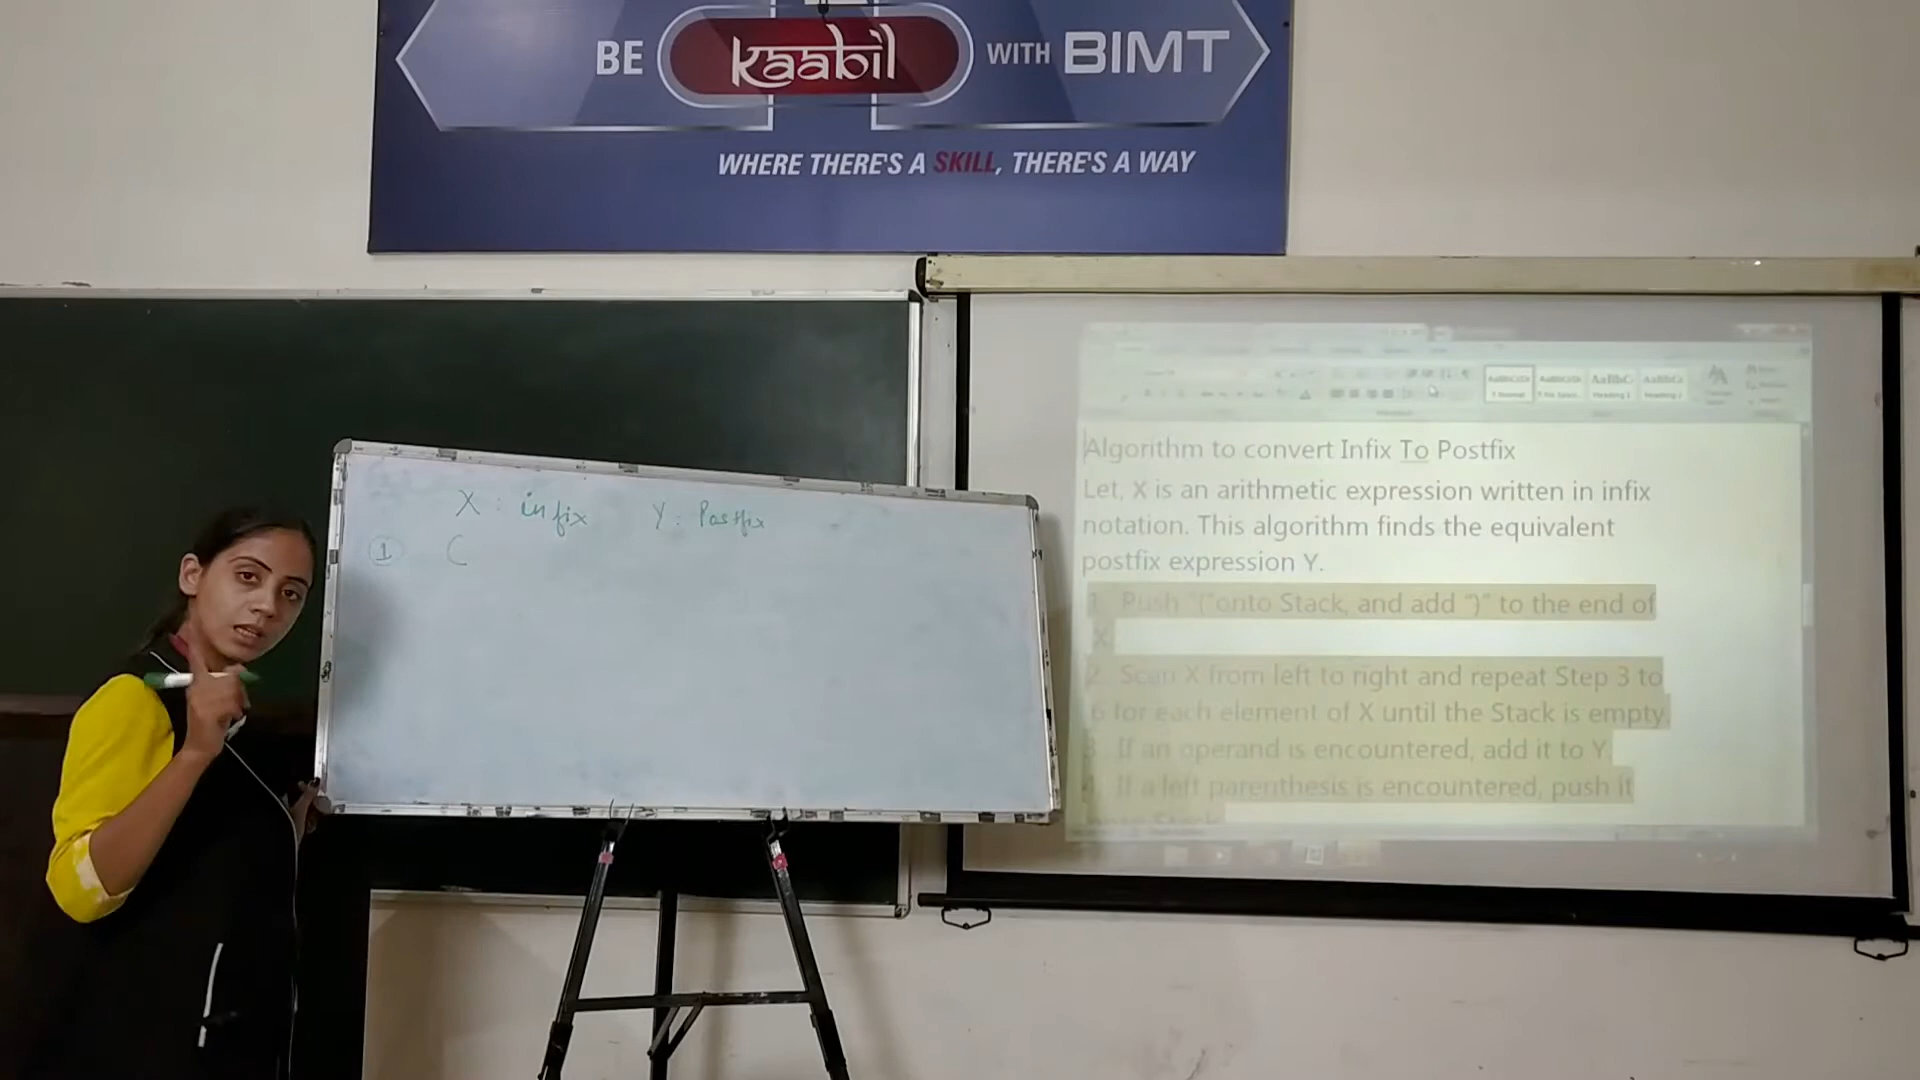 BE kaabil WITH BIMT
WHERE THERE'S A SKILL, THERE'S A WAY
X : infix Y : Postfix
1 (
Algorithm to convert Infix To Postfix
Let, X is an arithmetic expression written in infix
notation. This algorithm finds the equivalent
postfix expression Y.
1. Push "("onto Stack, and add ")" to the end of
X.
2. Scan X from left to right and repeat Step 3 to
6 for each element of X until the Stack is empty.
3. If an operand is encountered, add it to Y.
4. If a left parenthesis is encountered, push it